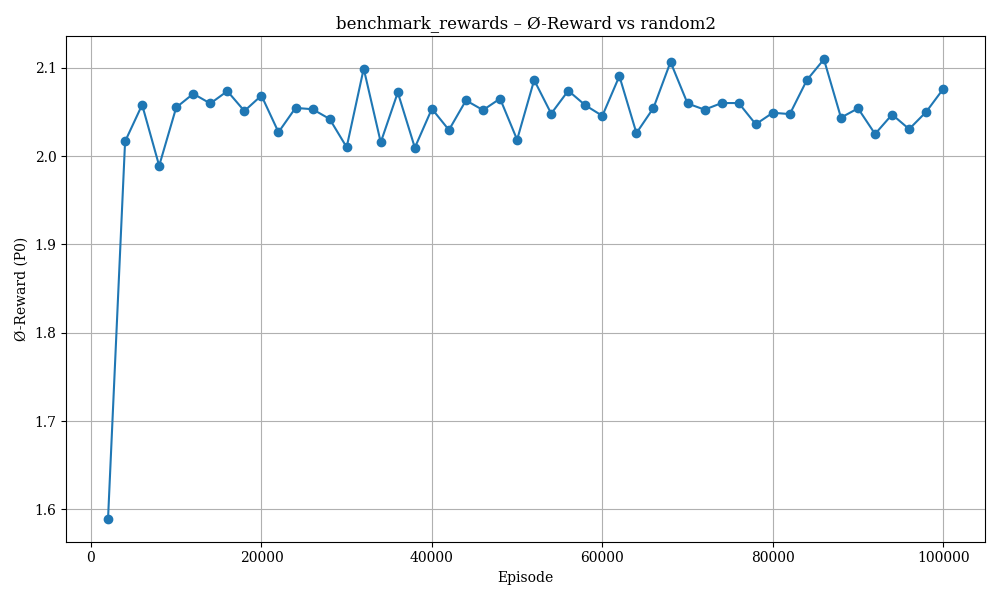 benchmark_rewards – Ø-Reward vs random2
2.1
2.0
1.9
1.8
1.7
1.6
Ø-Reward (P0)
0 20000 40000 60000 80000 100000
Episode